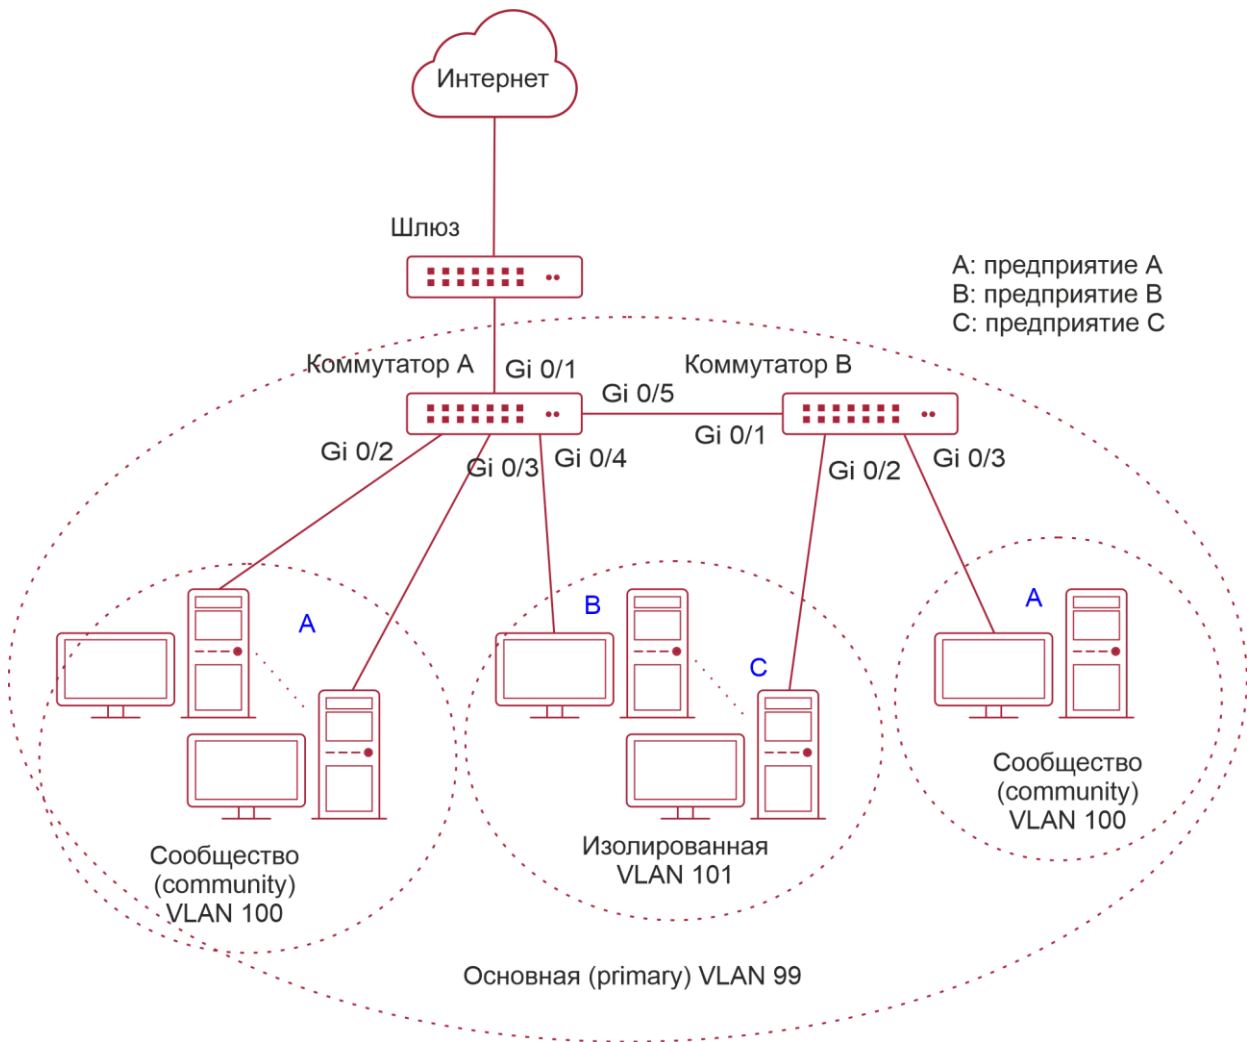 Интернет
Шлюз
А: предприятие А
В: предприятие В
С: предприятие С
Коммутатор А
Gi 0/1
Коммутатор В
Gi 0/5
Gi 0/1
Gi 0/2
Gi 0/3
Gi 0/4
Gi 0/2
Gi 0/3
А
В
С
А
Сообщество
(community)
VLAN 100
Изолированная
VLAN 101
Сообщество
(community)
VLAN 100
Основная (primary) VLAN 99